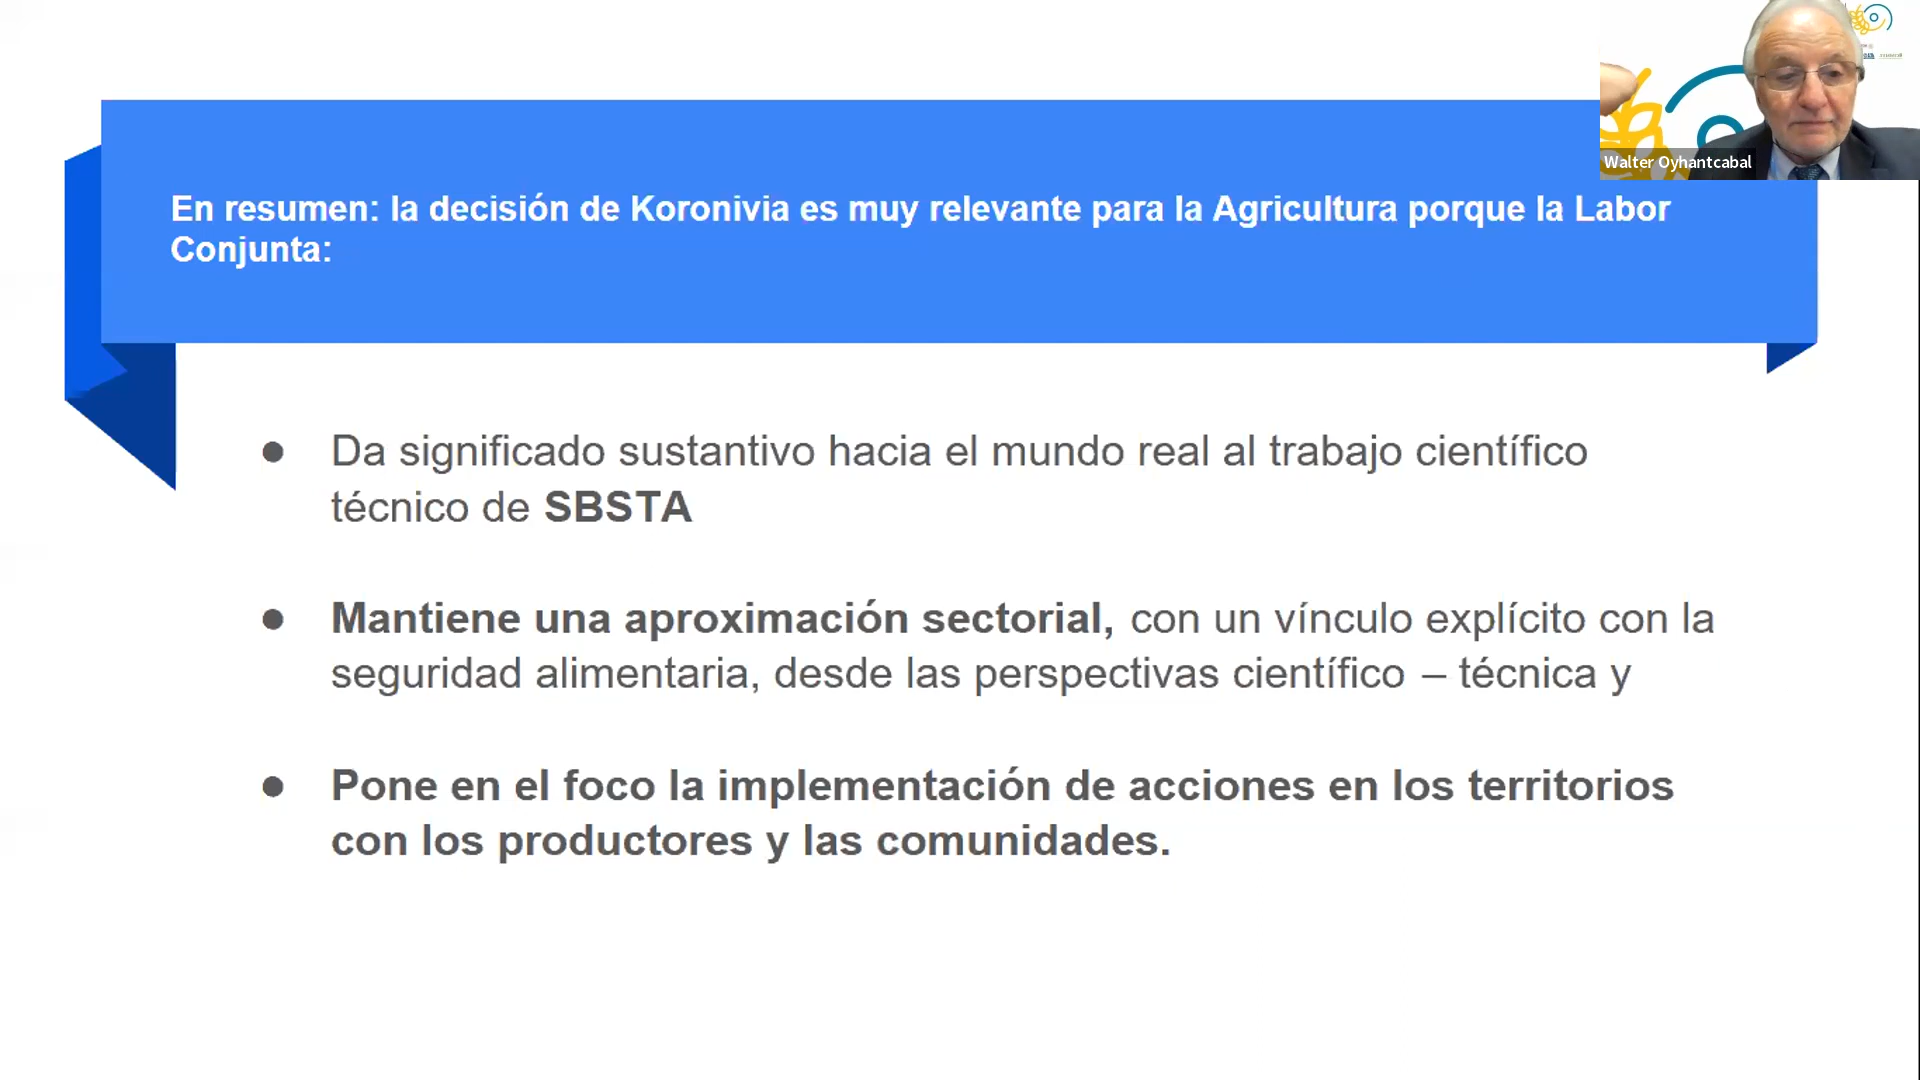 En resumen: la decisión de Koronivia es muy relevante para la Agricultura porque la Labor
Conjunta:
Walter Oyhantcabal
● Da significado sustantivo hacia el mundo real al trabajo científico
técnico de SBSTA
● Mantiene una aproximación sectorial, con un vínculo explícito con la
seguridad alimentaria, desde las perspectivas científico – técnica y
● Pone en el foco la implementación de acciones en los territorios
con los productores y las comunidades.